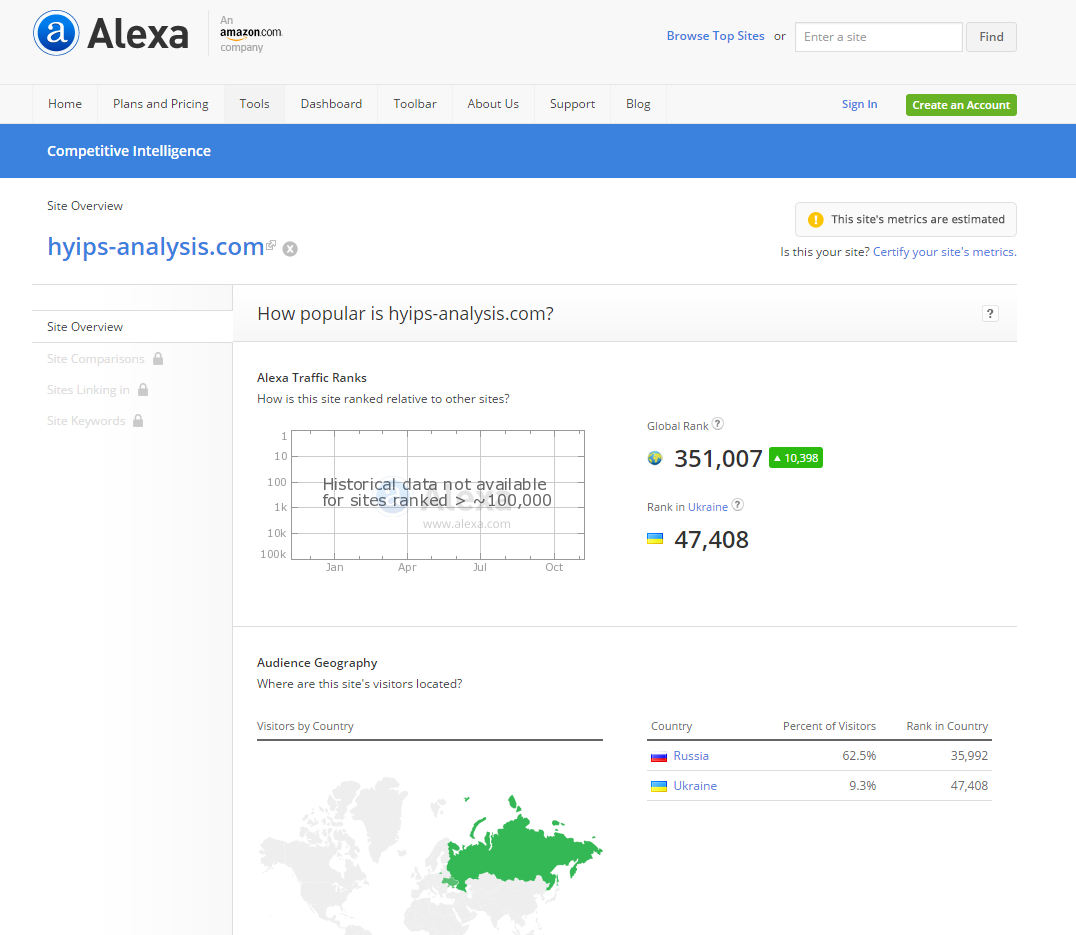 a Alexa
An
amazon.com
company
Browse Top Sites or Enter a site Find
Home Plans and Pricing Tools Dashboard Toolbar About Us Support Blog Sign In Create an Account
Competitive Intelligence
Site Overview
This site's metrics are estimated
hyips-analysis.com
Is this your site? Certify your site's metrics.
How popular is hyips-analysis.com? ?
Site Overview
Site Comparisons
Sites Linking in
Site Keywords
Alexa Traffic Ranks
How is this site ranked relative to other sites?
1
10
100
1k
10k
100k
Historical data not available
for sites ranked > ~100,000
Alexa
www.alexa.com
Jan Apr Jul Oct
Global Rank ?
351,007 10,398
Rank in Ukraine ?
47,408
Audience Geography
Where are this site's visitors located?
Visitors by Country
Country Percent of Visitors Rank in Country
Russia 62.5% 35,992
Ukraine 9.3% 47,408